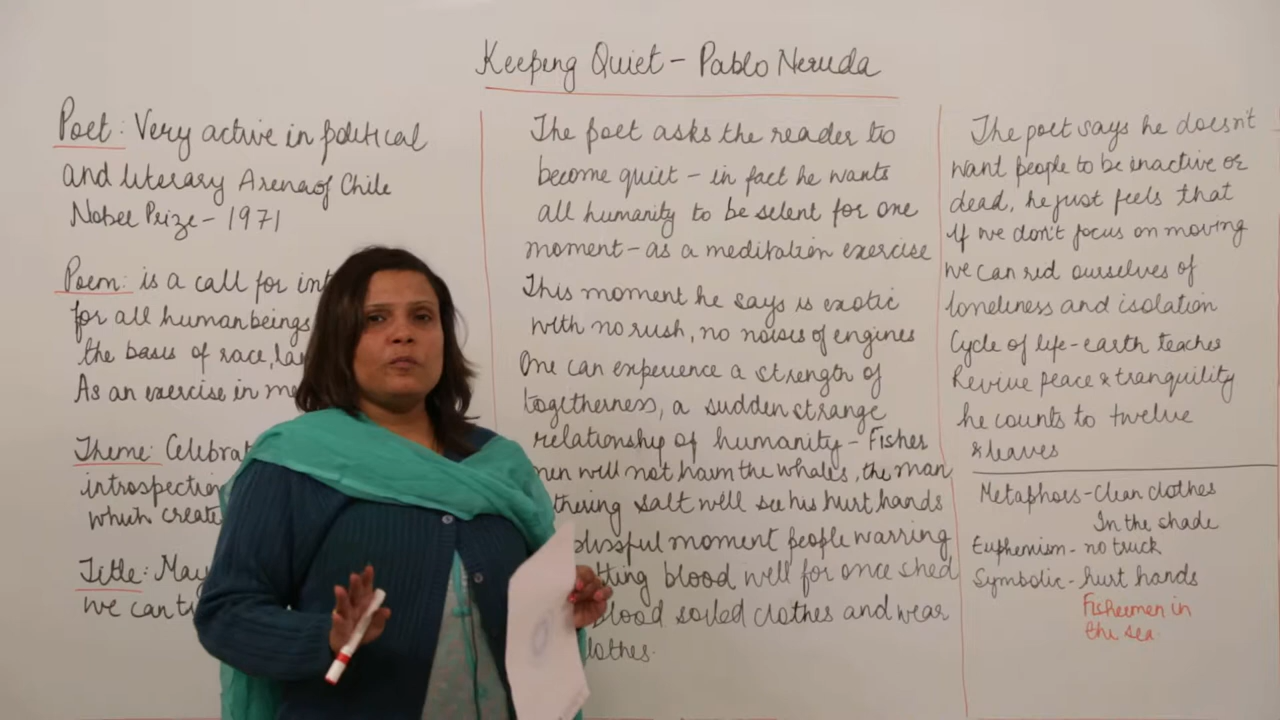 Keeping Quiet - Pablo Neruda
Poet: Very active in political
and literary Arena of Chile
Nobel Prize - 1971
Poem: is a call for
for all human beings
the basis of race,
As an exercise in
Theme:
introspection
which
Title: May
we can
The poet asks the reader to
become quiet - in fact he wants
all humanity to be silent for one
moment - as a meditation exercise
This moment he says is exotic
with no rush, no noises of engines
One can experience a strength of
togetherness, a sudden strange
relationship of humanity - Fisher
men will not harm the whales, the man
salt will see his hurt hands
blissful moment people warring
blood will for once shed
blood soiled clothes and wear
The poet says he doesn't
want people to be inactive or
dead, he just feels that
if we don't focus on moving
we can rid ourselves of
loneliness and isolation
Cycle of life - earth teaches
Revive peace & tranquility
he counts to twelve
& leaves
Metaphors - clean clothes
In the shade
Euphenism - no truck
Symbolic - hurt hands
Fishermen in
the sea